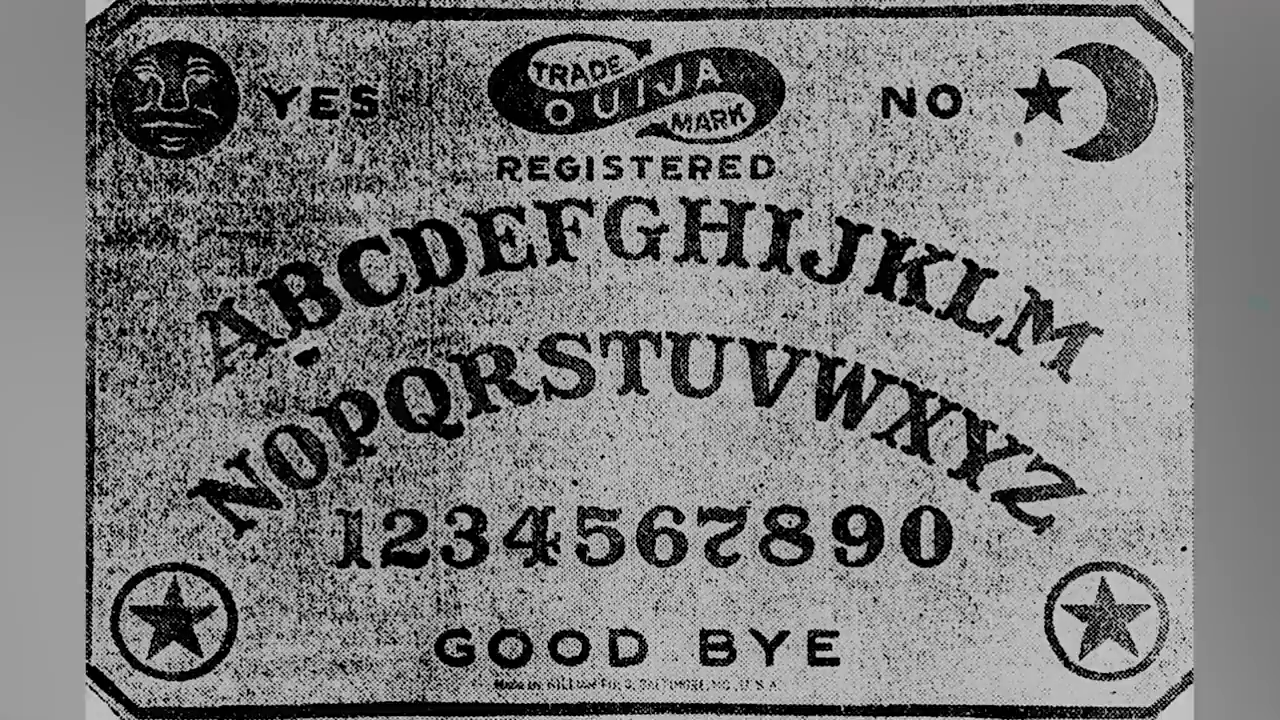 YES
TRADE
OUIJA
MARK
NO
REGISTERED
ABCDEFGHIJKLM
NOPQRSTUVWXYZ
1234567890
GOOD BYE